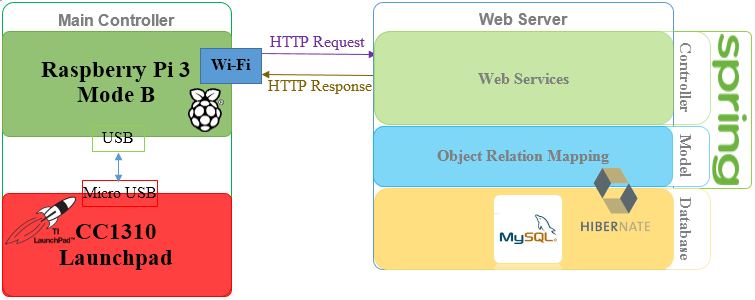 Main Controller
Raspberry Pi 3
Mode B
Wi-Fi
USB
Micro USB
TI
LaunchPad™
CC1310
Launchpad
HTTP Request
HTTP Response
Web Server
Web Services
Controller
Object Relation Mapping
Model
MySQL®
HIBERNATE
Database
spring